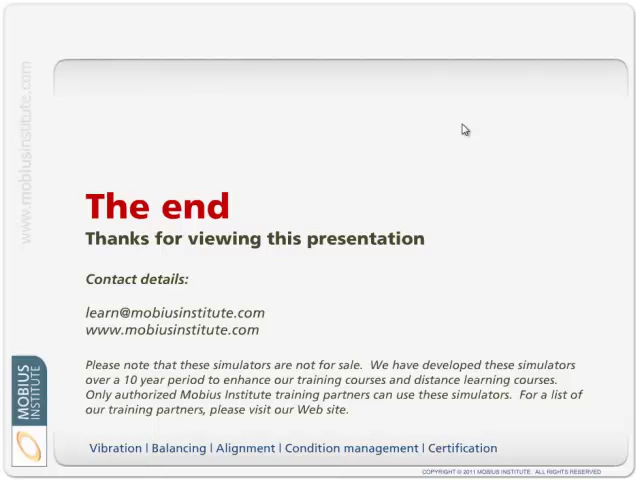 www.mobiusinstitute.com
The end
Thanks for viewing this presentation
Contact details:
learn@mobiusinstitute.com
www.mobiusinstitute.com
Please note that these simulators are not for sale.  We have developed these simulators
over a 10 year period to enhance our training courses and distance learning courses.
Only authorized Mobius Institute training partners can use these simulators.  For a list of
our training partners, please visit our Web site.
MOBIUS
INSTITUTE
Vibration | Balancing | Alignment | Condition management | Certification
COPYRIGHT © 2011 MOBIUS INSTITUTE.  ALL RIGHTS RESERVED